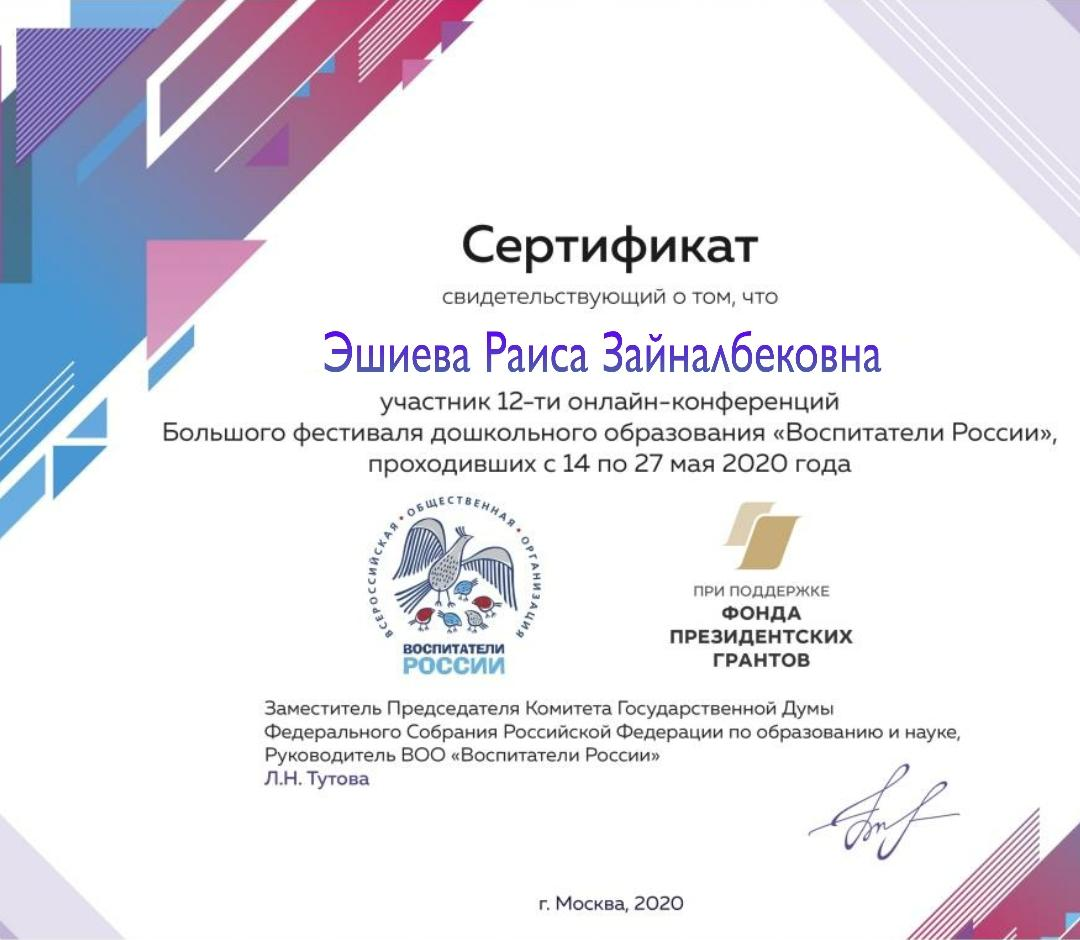 Сертификат
свидетельствующий о том, что
Эшиева Раиса Зайналбековна
участник 12-ти онлайн-конференций
Большого фестиваля дошкольного образования «Воспитатели России»,
проходивших с 14 по 27 мая 2020 года
ВСЕРОССИЙСКАЯ • ОБЩЕСТВЕННАЯ • ОРГАНИЗАЦИЯ
ВОСПИТАТЕЛИ
РОССИИ
ПРИ ПОДДЕРЖКЕ
ФОНДА
ПРЕЗИДЕНТСКИХ
ГРАНТОВ
Заместитель Председателя Комитета Государственной Думы
Федерального Собрания Российской Федерации по образованию и науке,
Руководитель ВОО «Воспитатели России»
Л.Н. Тутова
г. Москва, 2020